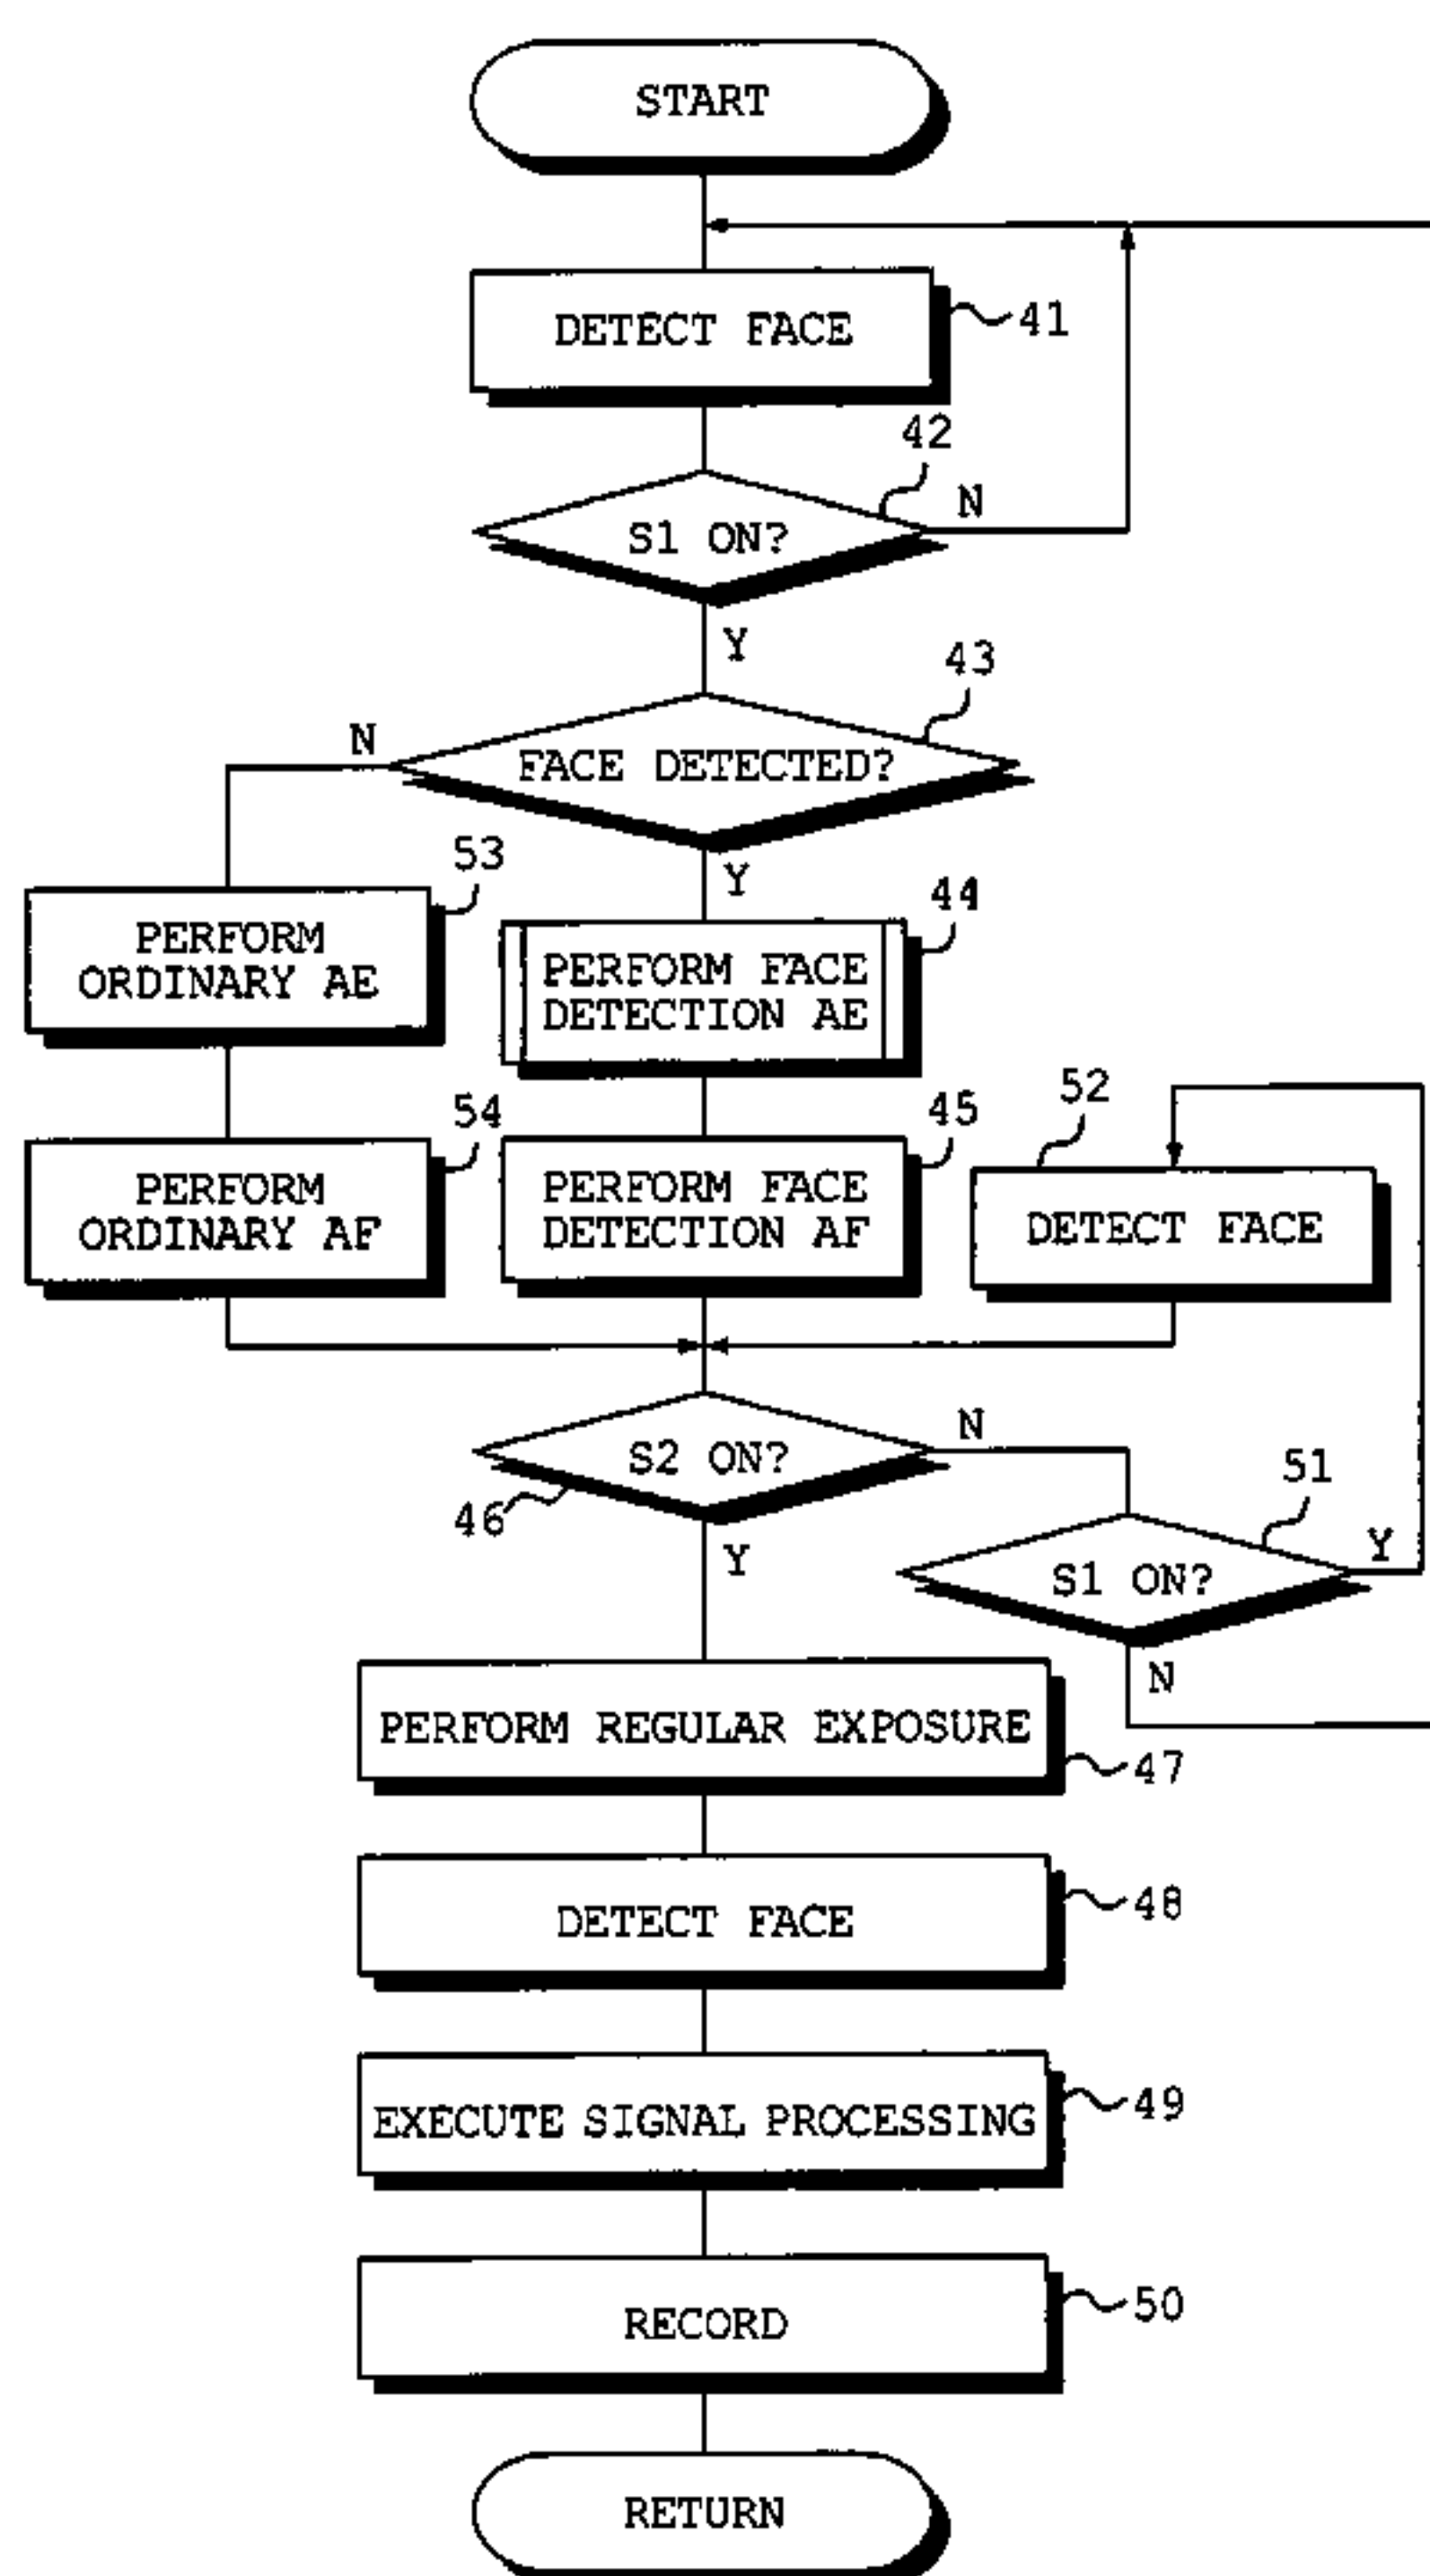 START
DETECT FACE
41
42
S1 ON?
N
Y
43
N
FACE DETECTED?
53
Y
44
PERFORM
ORDINARY AE
PERFORM FACE
DETECTION AE
52
54
45
PERFORM
ORDINARY AF
PERFORM FACE
DETECTION AF
DETECT FACE
N
S2 ON?
51
46
Y
Y
S1 ON?
N
PERFORM REGULAR EXPOSURE
47
48
DETECT FACE
49
EXECUTE SIGNAL PROCESSING
50
RECORD
RETURN